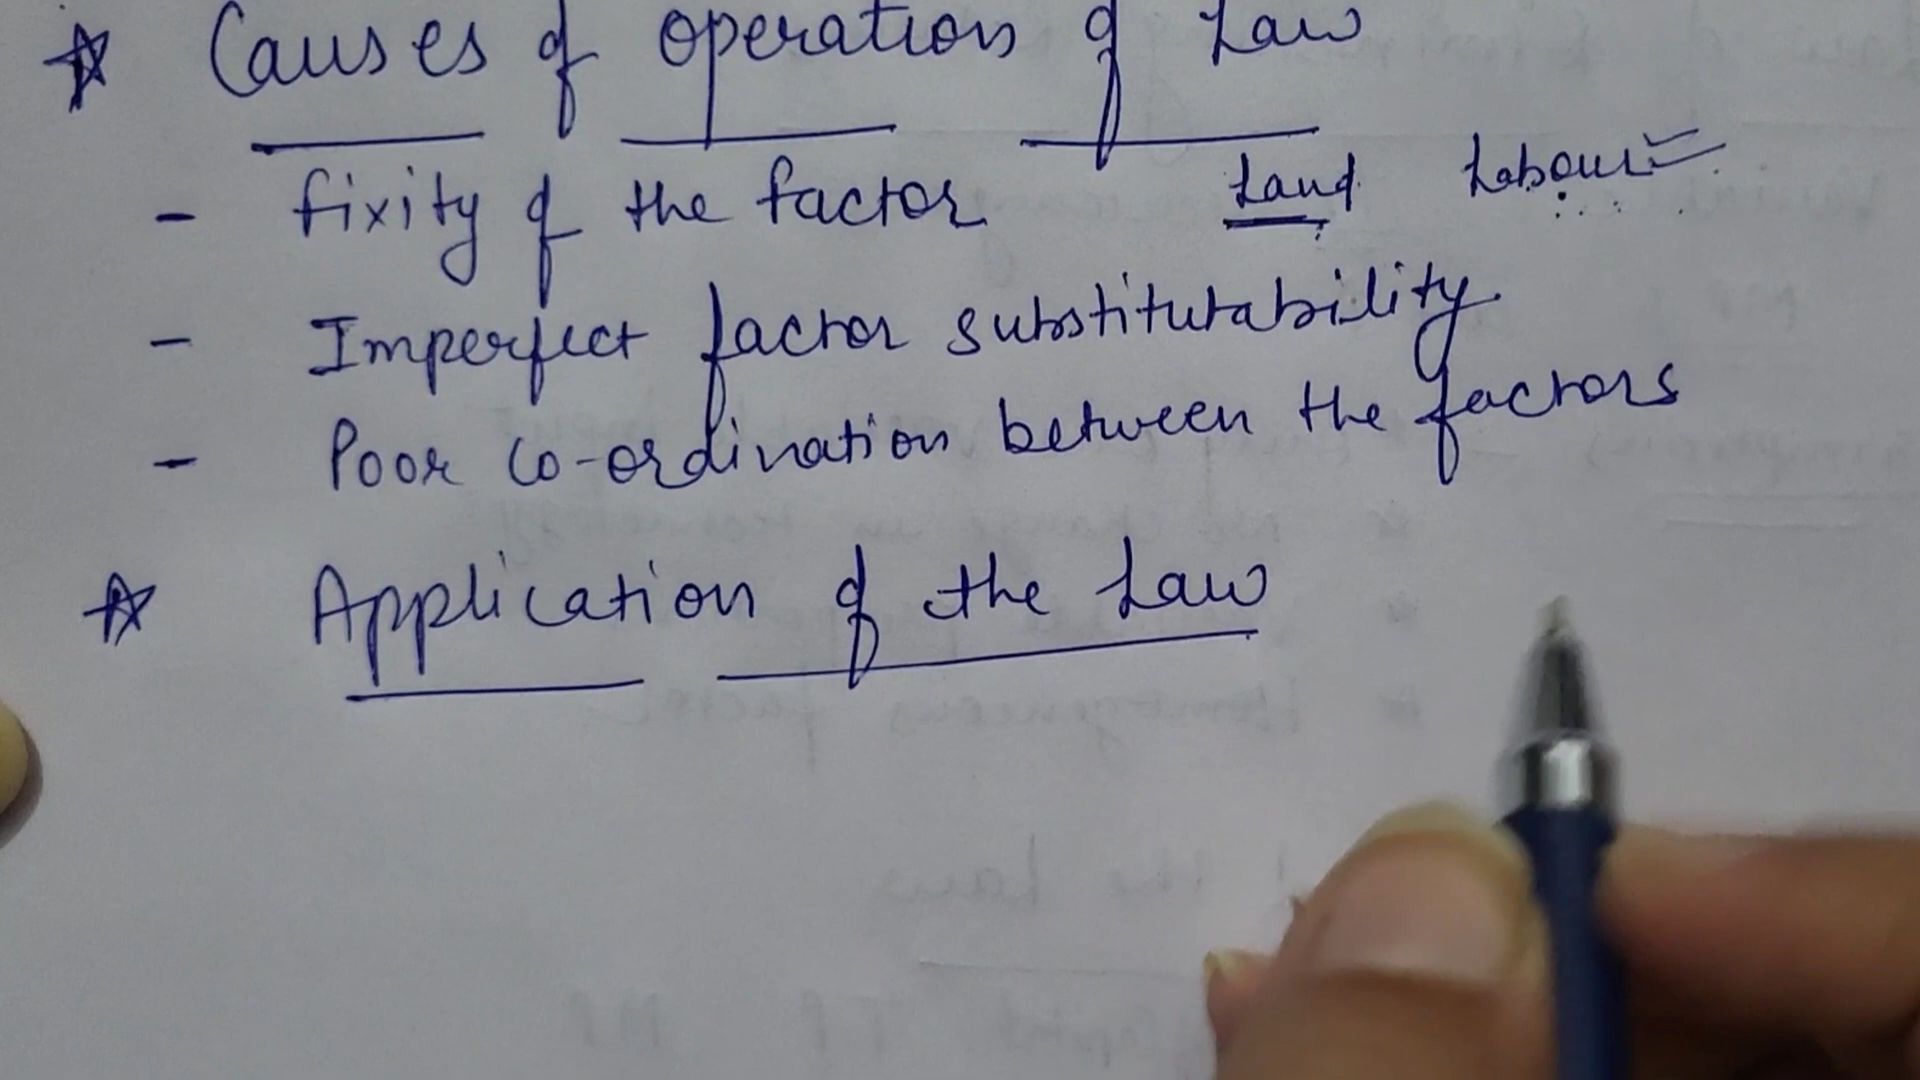 ☆ Causes of operation of Law
- fixity of the factor Land Labour
- Imperfect factor substitutability.
- Poor co-ordination between the factors
☆ Application of the Law